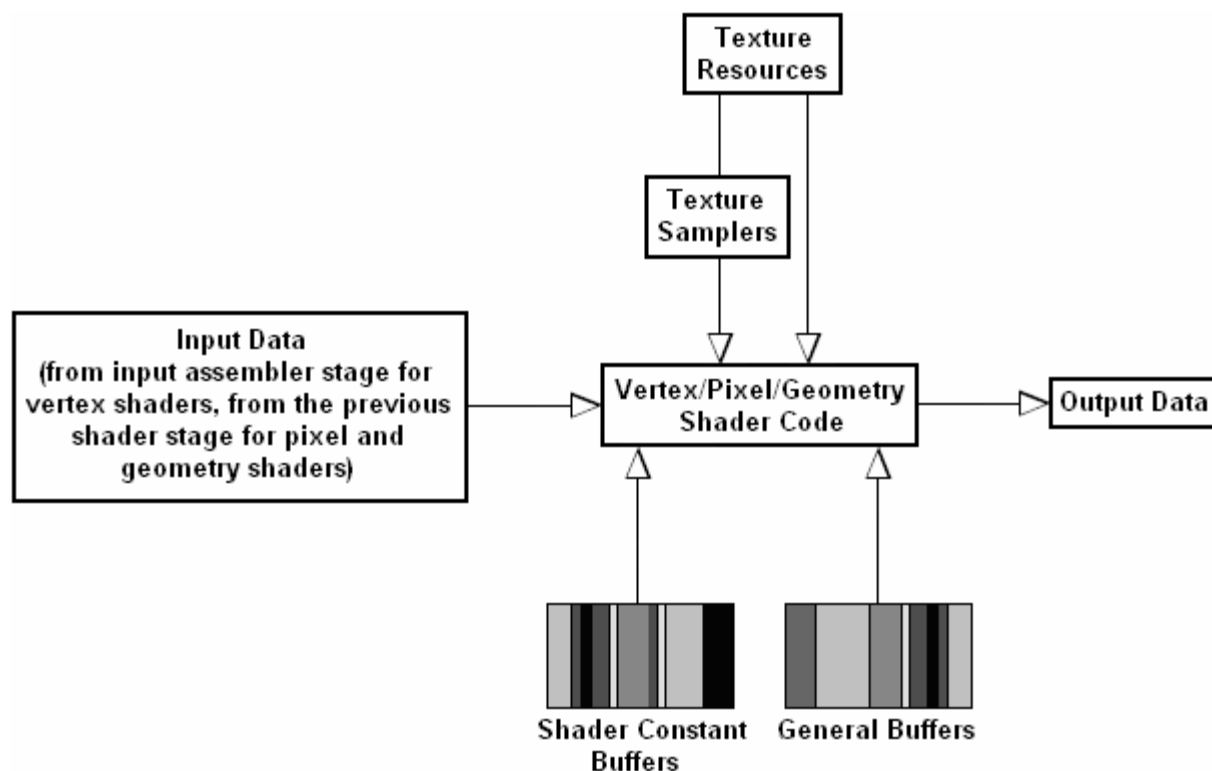 Texture
Resources
Texture
Samplers
Input Data
(from input assembler stage for
vertex shaders, from the previous
shader stage for pixel and
geometry shaders)
Vertex/Pixel/Geometry
Shader Code
Output Data
Shader Constant
Buffers
General Buffers